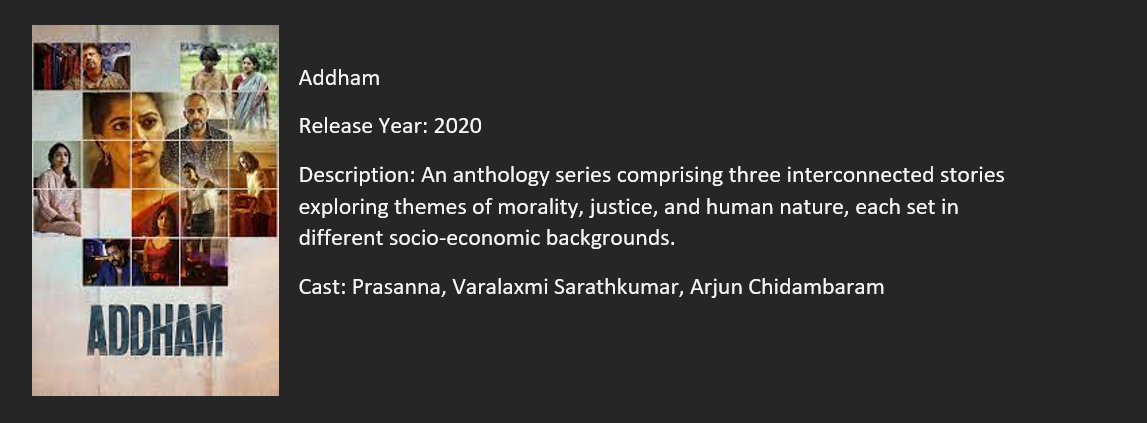 ADDHAM
Addham
Release Year: 2020
Description: An anthology series comprising three interconnected stories
exploring themes of morality, justice, and human nature, each set in
different socio-economic backgrounds.
Cast: Prasanna, Varalaxmi Sarathkumar, Arjun Chidambaram